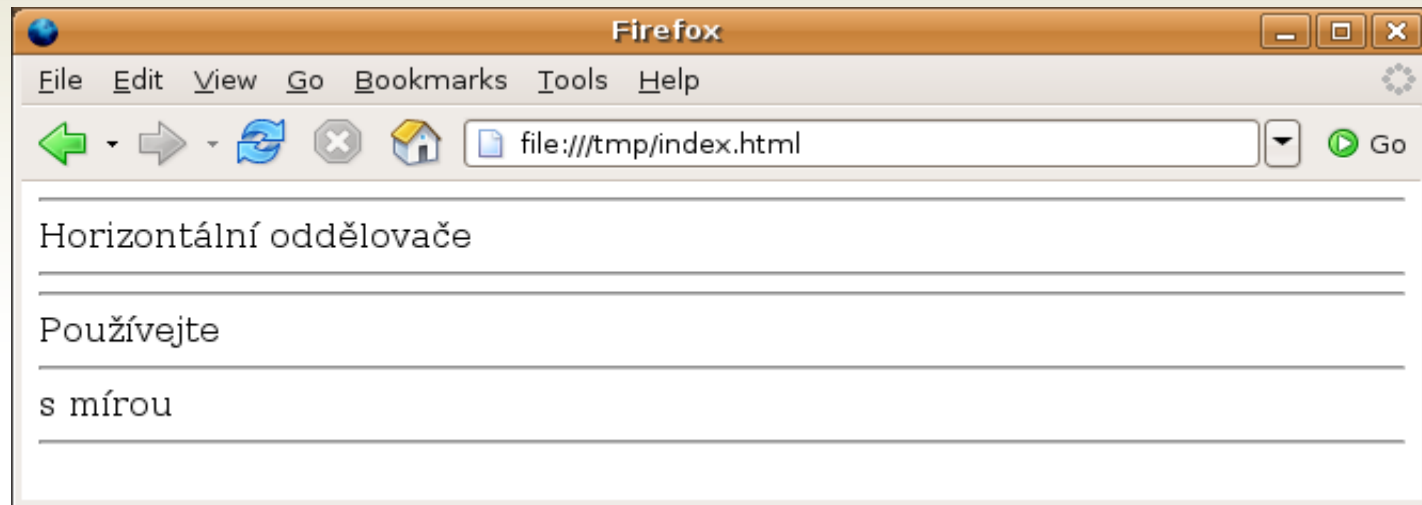 Firefox
File Edit View Go Bookmarks Tools Help
file:///tmp/index.html Go
Horizontální oddělovače
Používejte
s mírou